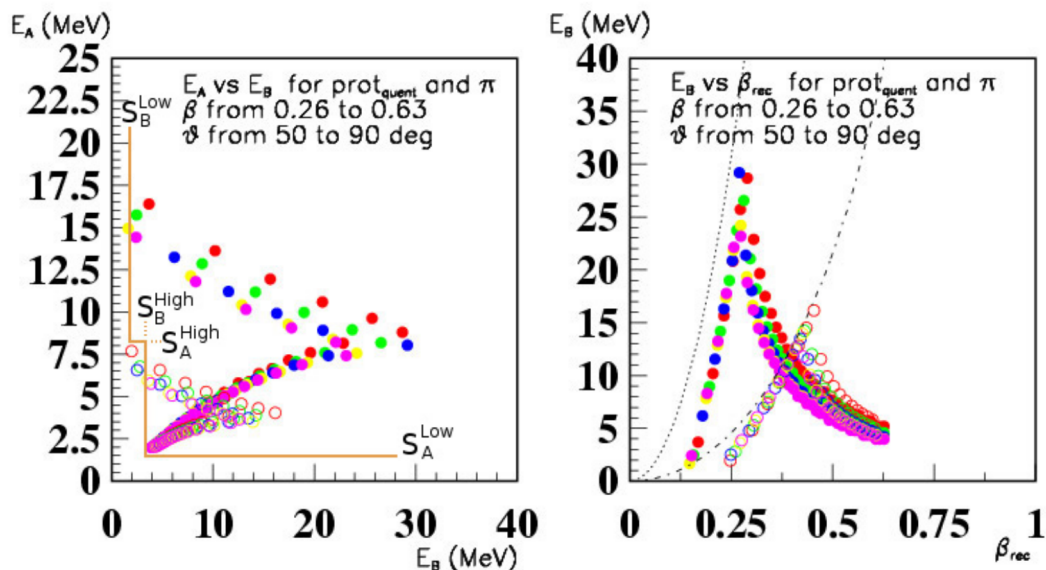 E_A (MeV)
25
22.5
20
17.5
15
12.5
10
7.5
5
2.5
0
E_A vs E_B for prot_quent and π
β from 0.26 to 0.63
ϑ from 50 to 90 deg
S_B^Low
S_B^High
S_A^High
S_A^Low
0 10 20 30 40
E_B (MeV)
E_B (MeV)
40
35
30
25
20
15
10
5
0
E_B vs β_rec for prot_quent and π
β from 0.26 to 0.63
ϑ from 50 to 90 deg
0 0.25 0.5 0.75 1
β_rec